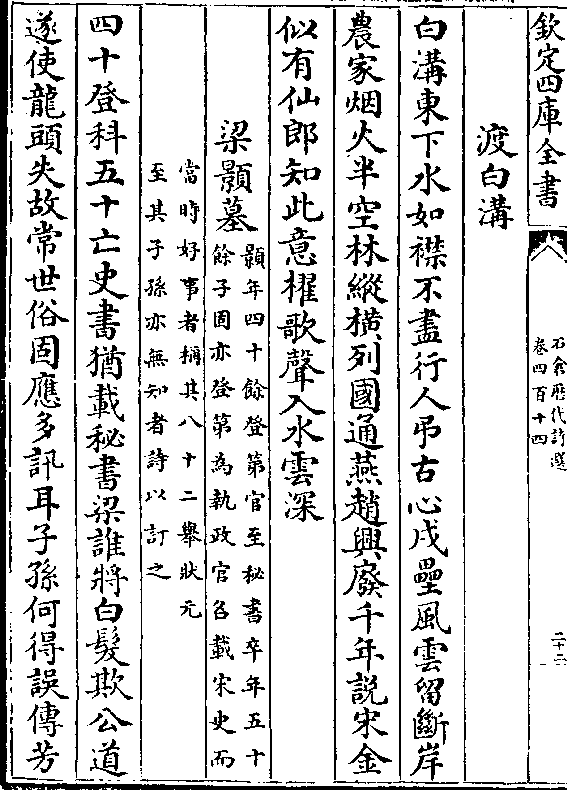 欽定四庫全書
石倉歷代詩選
卷四百十四
二十二
渡白溝
白溝東下水如襟不盡行人弔古心戍壘風雲留斷岸
農家烟火半空林縱横列國通燕趙興廢千年説宋金
似有仙郎知此意櫂歌聲入水雲深
梁顥墓
顥年四十餘登第官至秘書卒年五十
餘子固亦登第為執政官名載宋史而
當時好事者稱其八十二舉狀元
至其子孫亦無知者詩以訂之
四十登科五十亡史書猶載秘書梁誰將白髮欺公道
遂使龍頭失故常世俗固應多訊耳子孫何得誤傳芳